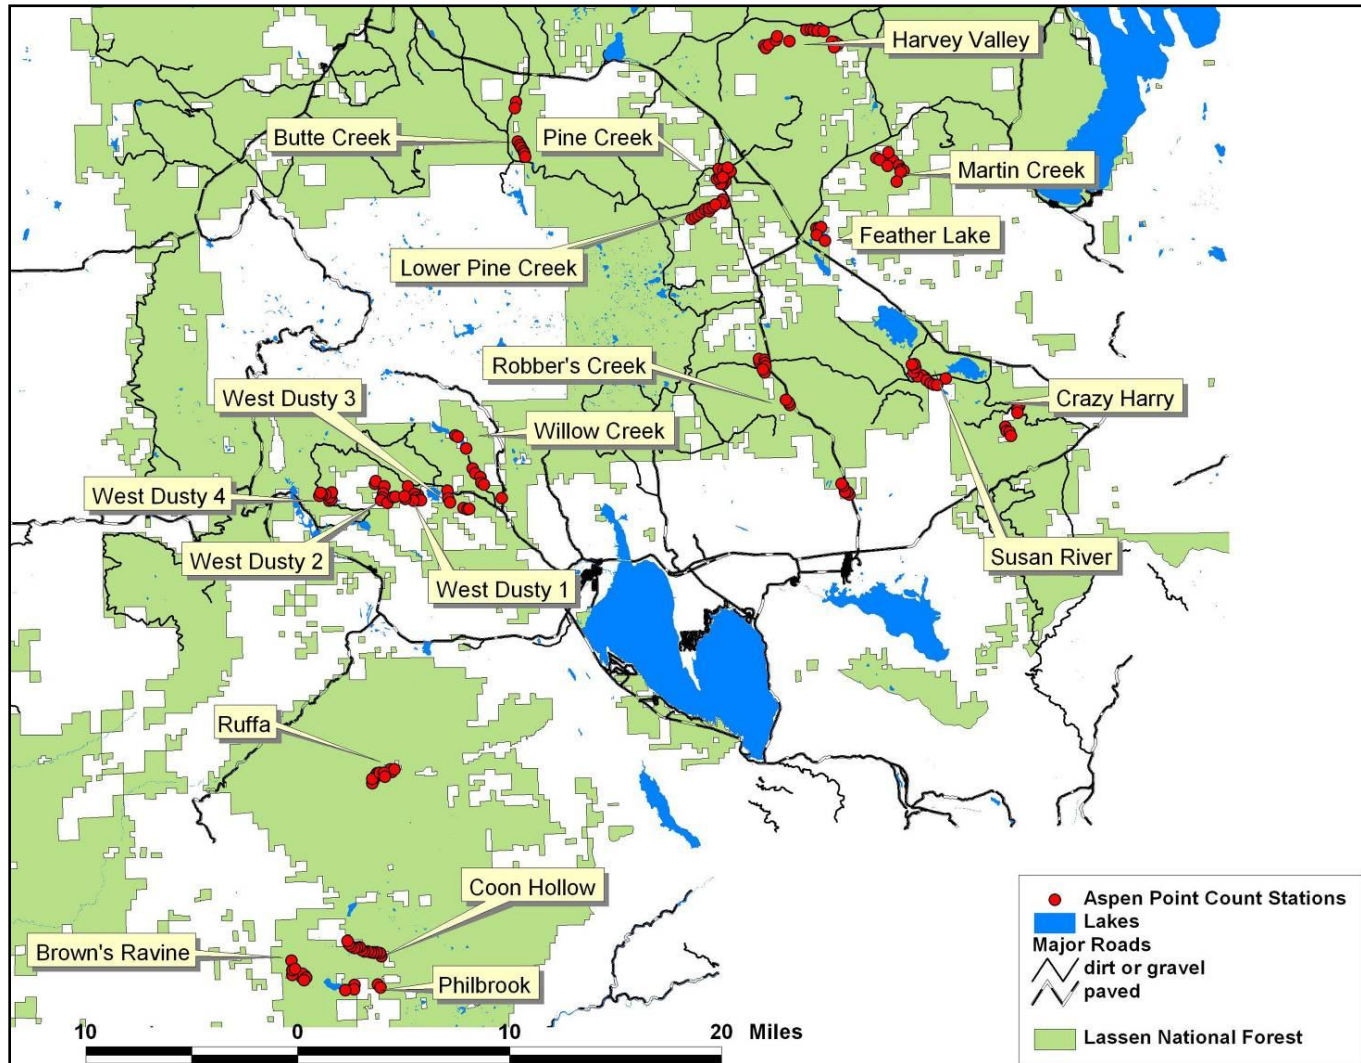 Harvey Valley
Butte Creek
Pine Creek
Martin Creek
Feather Lake
Lower Pine Creek
Robber's Creek
West Dusty 3
Crazy Harry
Willow Creek
West Dusty 4
West Dusty 2
Susan River
West Dusty 1
Ruffa
Coon Hollow
Brown's Ravine
Philbrook
Aspen Point Count Stations
Lakes
Major Roads
dirt or gravel
paved
Lassen National Forest
10 0 10 20 Miles